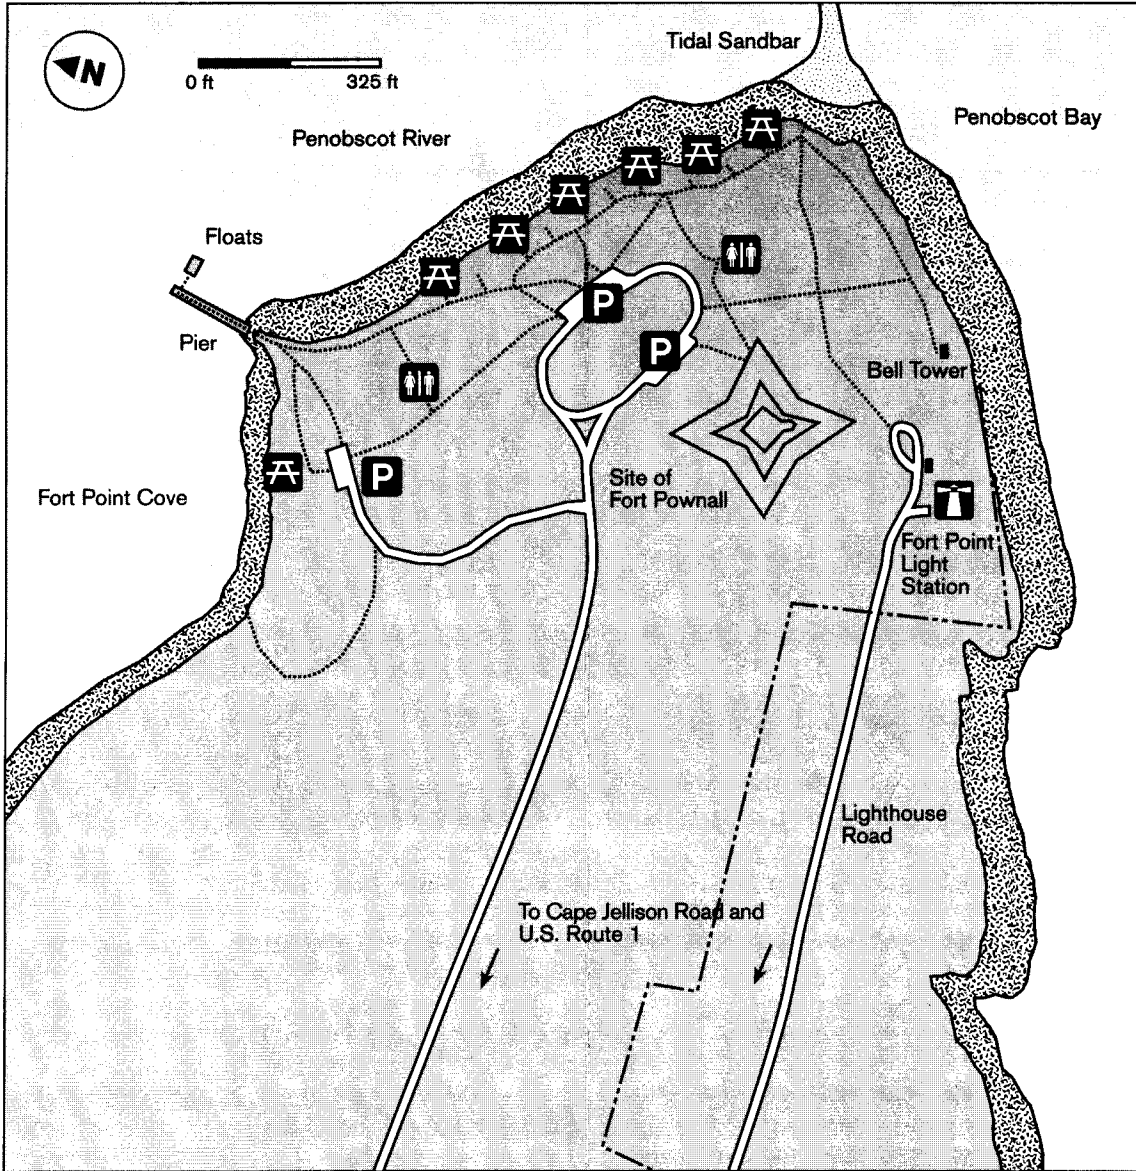 Tidal Sandbar
N
0 ft
325 ft
Penobscot River
Penobscot Bay
Floats
Pier
P
P
Bell Tower
Fort Point Cove
P
Site of
Fort Pownall
Fort Point
Light
Station
Lighthouse
Road
To Cape Jellison Road and
U.S. Route 1